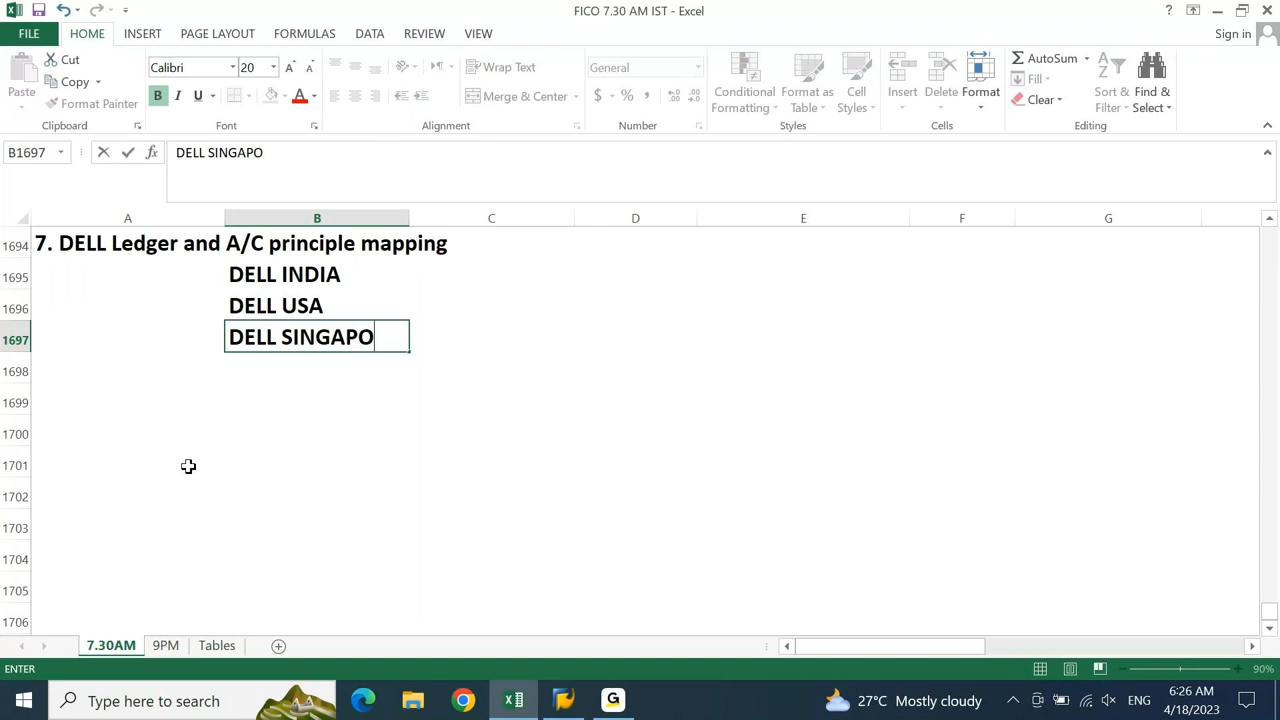 FICO 7.30 AM IST - Excel
?
FILE HOME INSERT PAGE LAYOUT FORMULAS DATA REVIEW VIEW Sign in
Paste Cut Copy Format Painter
Clipboard
Calibri 20 A A
B I U A
Font
Wrap Text
Merge & Center
Alignment
General
$ % ,
Number
Conditional Formatting Format as Table Cell Styles
Styles
Insert Delete Format
Cells
AutoSum Fill Clear Sort & Filter Find & Select
Editing
B1697 fx DELL SINGAPO
A B C D E F G
1694 7. DELL Ledger and A/C principle mapping
1695 DELL INDIA
1696 DELL USA
1697 DELL SINGAPO
1698
1699
1700
1701
1702
1703
1704
1705
1706
7.30AM 9PM Tables
ENTER 90%
Type here to search 27°C Mostly cloudy ENG 6:26 AM
4/18/2023